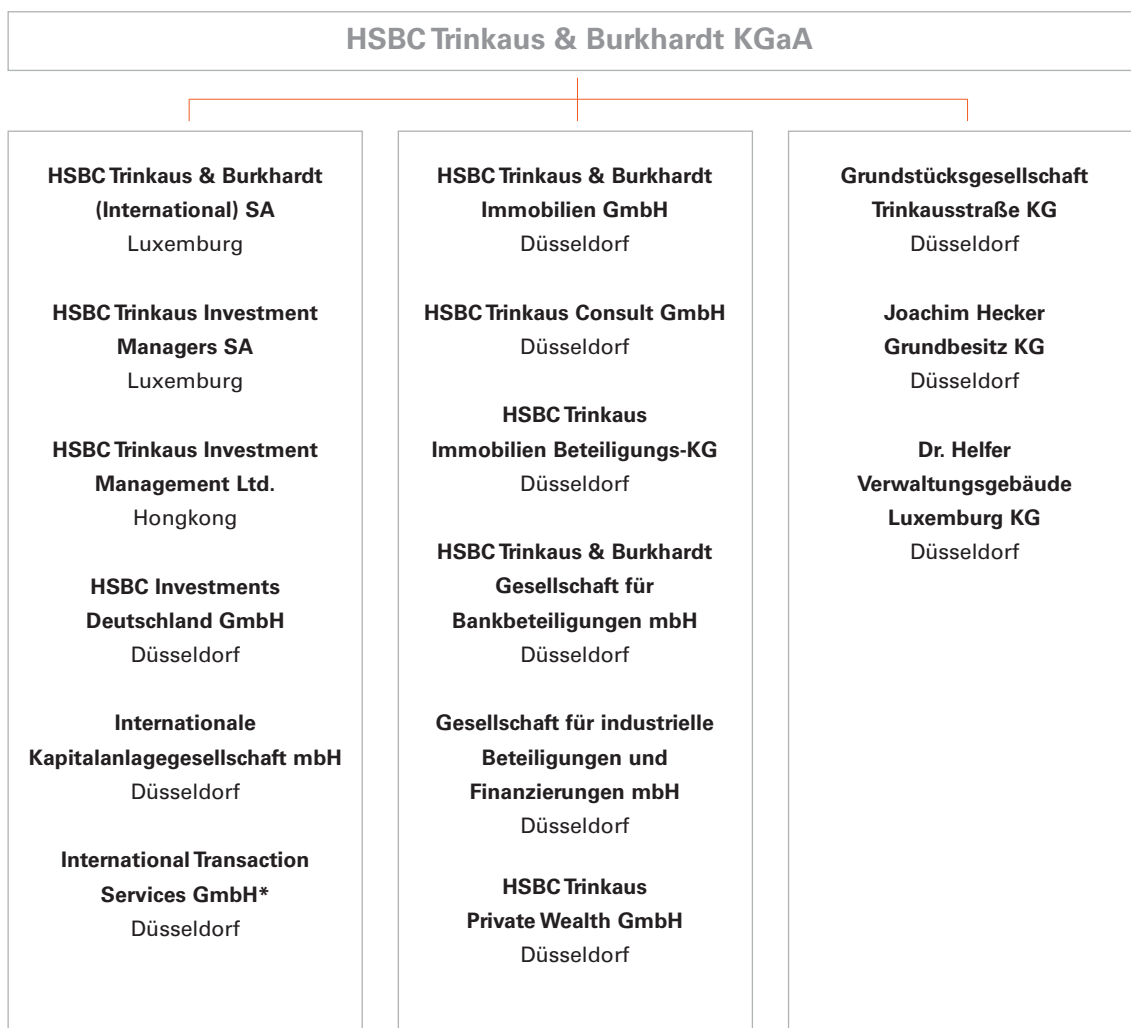 HSBC Trinkaus & Burkhardt KGaA
HSBC Trinkaus & Burkhardt
(International) SA
Luxemburg
HSBC Trinkaus Investment
Managers SA
Luxemburg
HSBC Trinkaus Investment
Management Ltd.
Hongkong
HSBC Investments
Deutschland GmbH
Düsseldorf
Internationale
Kapitalanlagegesellschaft mbH
Düsseldorf
International Transaction
Services GmbH*
Düsseldorf
HSBC Trinkaus & Burkhardt
Immobilien GmbH
Düsseldorf
HSBC Trinkaus Consult GmbH
Düsseldorf
HSBC Trinkaus
Immobilien Beteiligungs-KG
Düsseldorf
HSBC Trinkaus & Burkhardt
Gesellschaft für
Bankbeteiligungen mbH
Düsseldorf
Gesellschaft für industrielle
Beteiligungen und
Finanzierungen mbH
Düsseldorf
HSBC Trinkaus
Private Wealth GmbH
Düsseldorf
Grundstücksgesellschaft
Trinkausstraße KG
Düsseldorf
Joachim Hecker
Grundbesitz KG
Düsseldorf
Dr. Helfer
Verwaltungsgebäude
Luxemburg KG
Düsseldorf